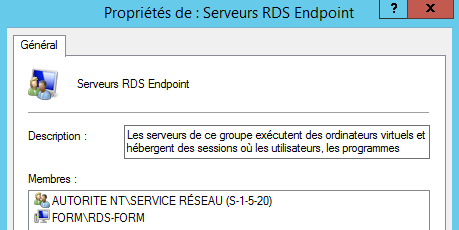 Propriétés de : Serveurs RDS Endpoint
? x
Général
Serveurs RDS Endpoint
Description :
Les serveurs de ce groupe exécutent des ordinateurs virtuels et
hébergent des sessions où les utilisateurs, les programmes
Membres :
AUTORITE NT\SERVICE RÉSEAU (S-1-5-20)
FORM\RDS-FORM